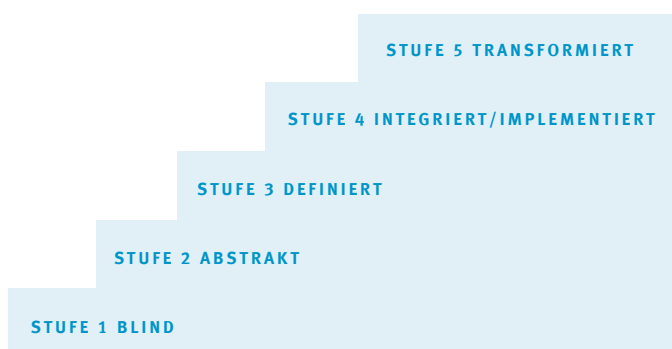 STUFE 5 TRANSFORMIERT
STUFE 4 INTEGRIERT/IMPLEMENTIERT
STUFE 3 DEFINIERT
STUFE 2 ABSTRAKT
STUFE 1 BLIND